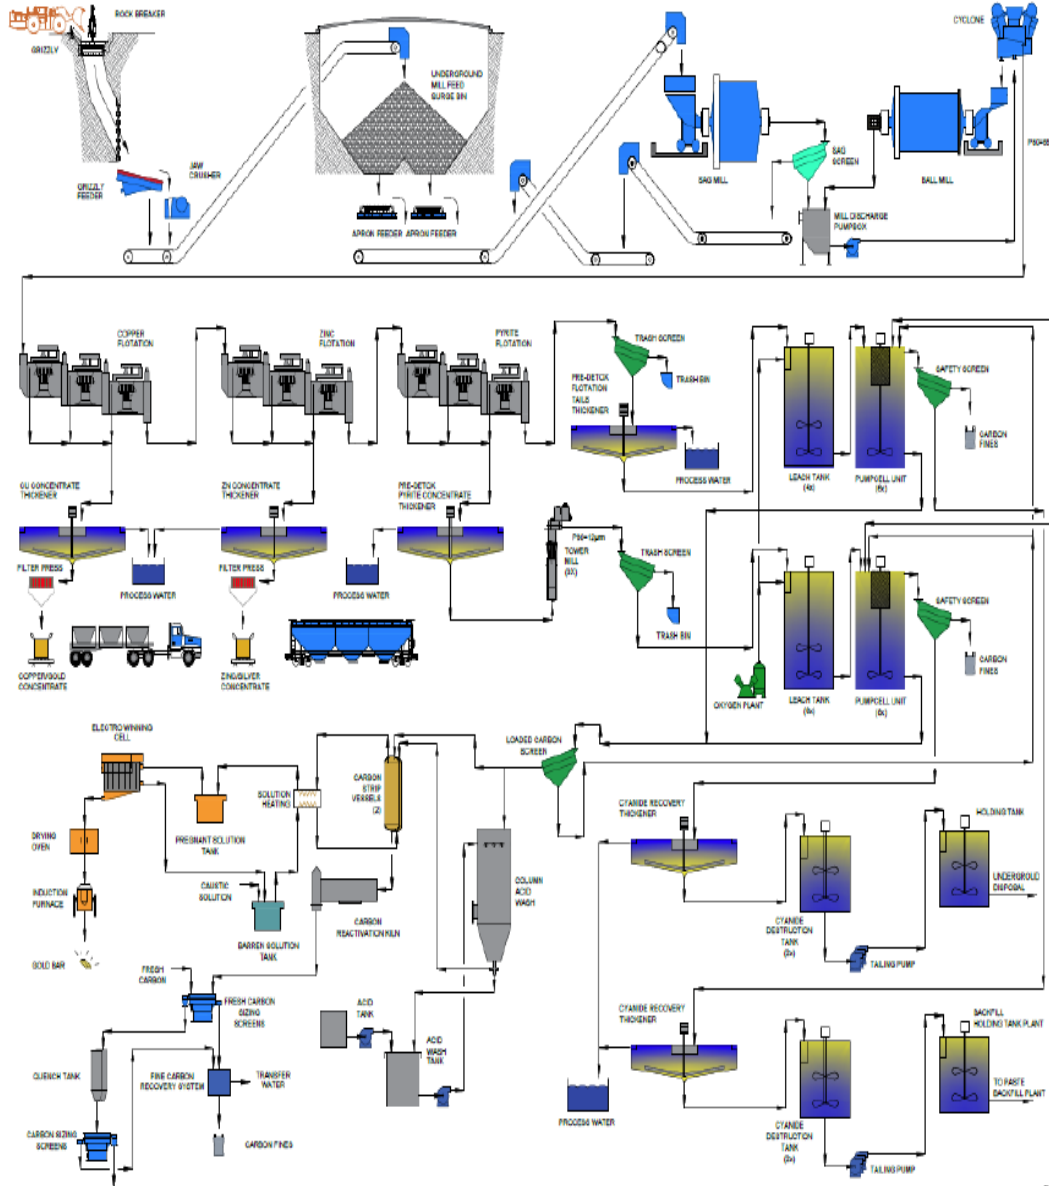 ROCK BREAKER
GRIZZLY
JAW
CRUSHER
GRIZZLY
FEEDER
UNDERGROUND
MILL FEED
SURGE BIN
APRON FEEDER
APRON FEEDER
SAG MILL
SAG
SCREEN
CYCLONE
BALL MILL
MILL DISCHARGE
PUMPBOX
COPPER
FLOTATION
ZINC
FLOTATION
PYRITE
FLOTATION
TRASH SCREEN
TRASH BIN
PRE-DETOX
FLOTATION
TAILS
THICKENER
PROCESS WATER
LEACH TANK
PUMPCELL UNIT
SAFETY SCREEN
CARBON
FINES
CU CONCENTRATE
THICKENER
ZN CONCENTRATE
THICKENER
PRE-DETOX
PYRITE CONCENTRATE
THICKENER
FILTER PRESS
PROCESS WATER
FILTER PRESS
PROCESS WATER
TOWER
MILL
TRASH SCREEN
TRASH BIN
COPPER/GOLD
CONCENTRATE
ZINC/SILVER
CONCENTRATE
OXYGEN PLANT
LEACH TANK
PUMPCELL UNIT
SAFETY SCREEN
CARBON
FINES
ELECTRO WINNING
CELL
DRYING
OVEN
INDUCTION
FURNACE
GOLD BAR
PREGNANT SOLUTION
TANK
SOLUTION
HEATING
CARBON
STRIP
VESSELS
(2)
LOADED CARBON
SCREEN
CAUSTIC
SOLUTION
BARREN SOLUTION
TANK
CARBON
REACTIVATION KILN
COLUMN
ACID
WASH
FRESH
CARBON
FRESH CARBON
SIZING
SCREENS
QUENCH TANK
FINE CARBON
RECOVERY SYSTEM
TRANSFER
WATER
CARBON SIZING
SCREENS
CARBON FINES
ACID
TANK
ACID
WASH
TANK
CYANIDE RECOVERY
THICKENER
CYANIDE
DESTRUCTION
TANK
TAILING PUMP
HOLDING TANK
UNDERGROUD
DISPOSAL
CYANIDE RECOVERY
THICKENER
PROCESS WATER
CYANIDE
DESTRUCTION
TANK
TAILING PUMP
BACKFILL
HOLDING TANK PLANT
TO PASTE
BACKFILL PLANT